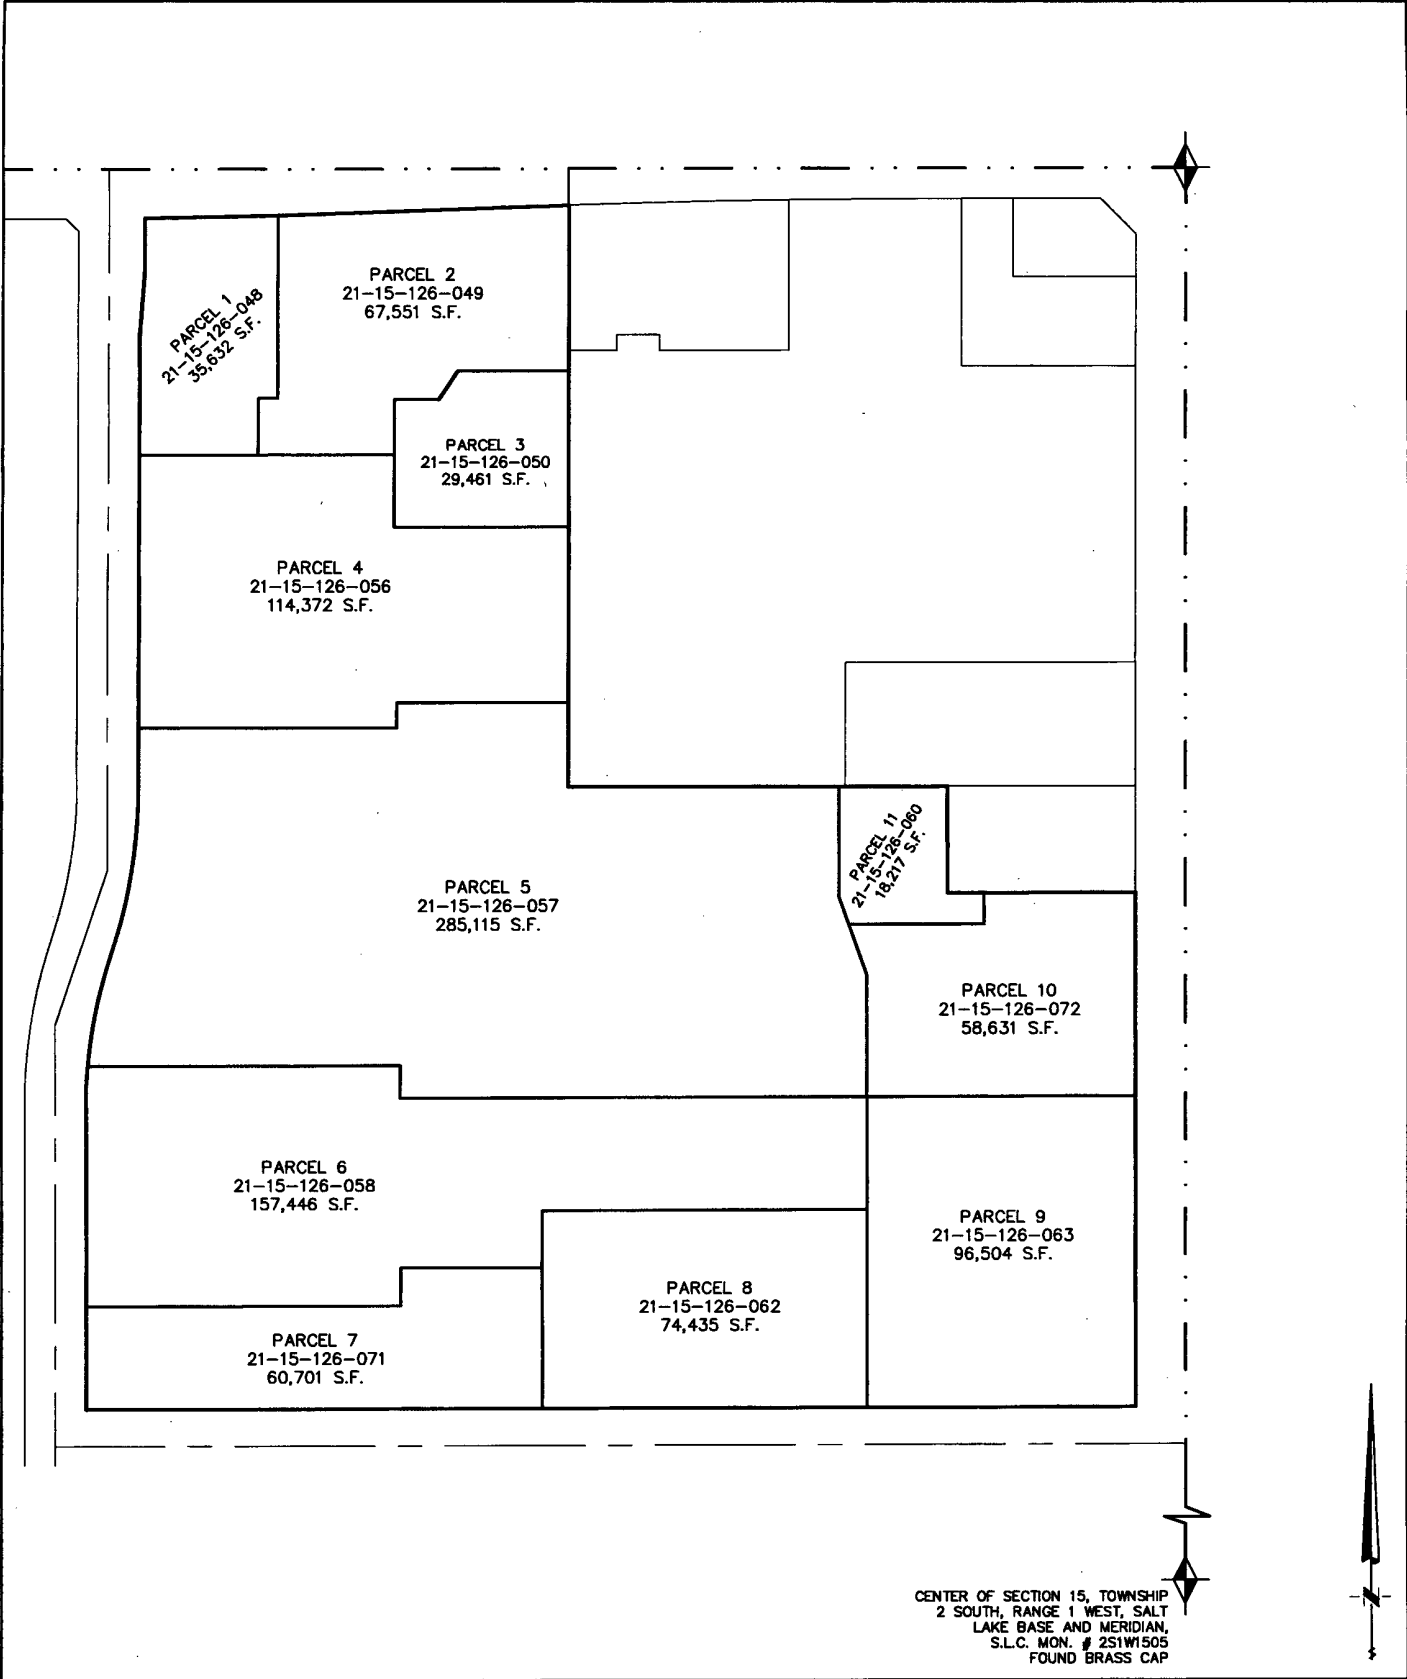 PARCEL 1
21-15-126-048
35,632 S.F.
PARCEL 2
21-15-126-049
67,551 S.F.
PARCEL 3
21-15-126-050
29,461 S.F.
PARCEL 4
21-15-126-056
114,372 S.F.
PARCEL 11
21-15-126-060
18,217 S.F.
PARCEL 5
21-15-126-057
285,115 S.F.
PARCEL 10
21-15-126-072
58,631 S.F.
PARCEL 6
21-15-126-058
157,446 S.F.
PARCEL 9
21-15-126-063
96,504 S.F.
PARCEL 8
21-15-126-062
74,435 S.F.
PARCEL 7
21-15-126-071
60,701 S.F.
CENTER OF SECTION 15, TOWNSHIP
2 SOUTH, RANGE 1 WEST, SALT
LAKE BASE AND MERIDIAN,
S.L.C. MON. # 2S1W1505
FOUND BRASS CAP